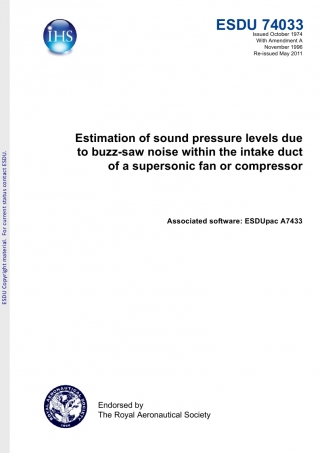 IHS
ESDU 74033
Issued October 1974
With Amendment A
November 1996
Re-issued May 2011
Estimation of sound pressure levels due
to buzz-saw noise within the intake duct
of a supersonic fan or compressor
Associated software: ESDUpac A7433
ESDU Copyright material. For current status contact ESDU.
Endorsed by
The Royal Aeronautical Society